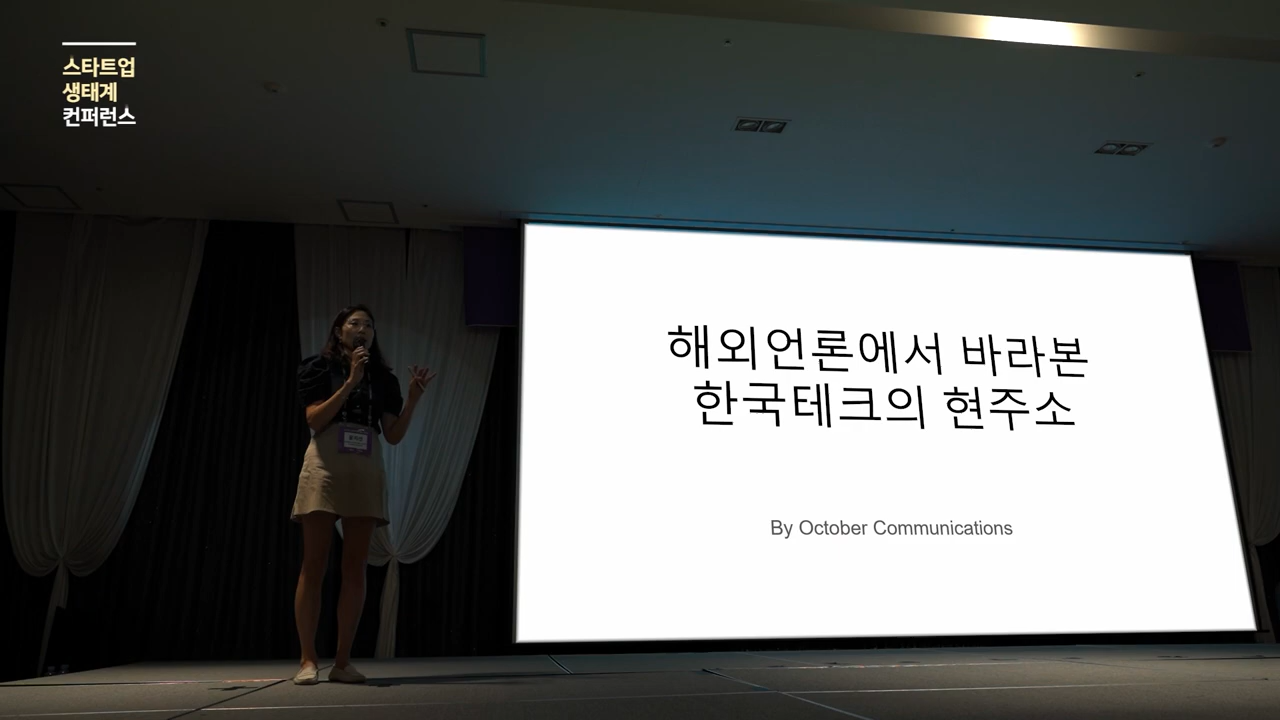 스타트업
생태계
컨퍼런스
해외언론에서 바라본
한국테크의 현주소
By October Communications